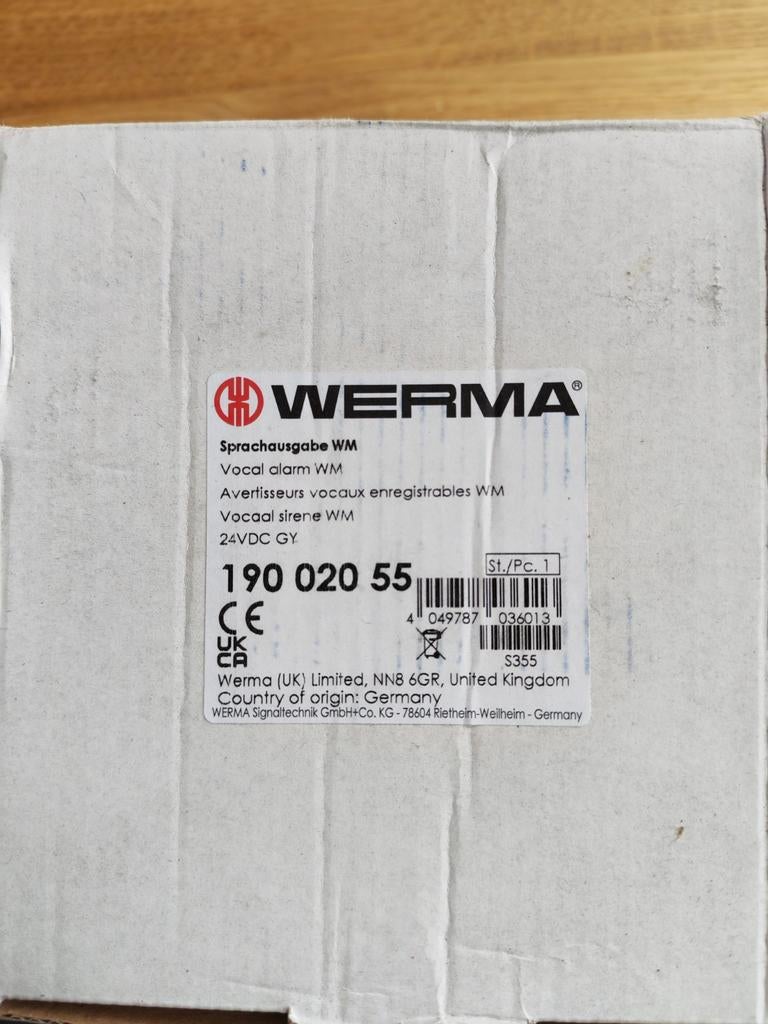 WERMA®
Sprachausgabe WM
Vocal alarm WM
Avertisseurs vocaux enregistrables WM
Vocaal sirene WM
24VDC GY
190 020 55
St./Pc. 1
CE
4 049787 036013
UK
CA
S355
Werma (UK) Limited, NN8 6GR, United Kingdom
Country of origin: Germany
WERMA Signaltechnik GmbH+Co. KG - 78604 Rietheim-Weilheim - Germany